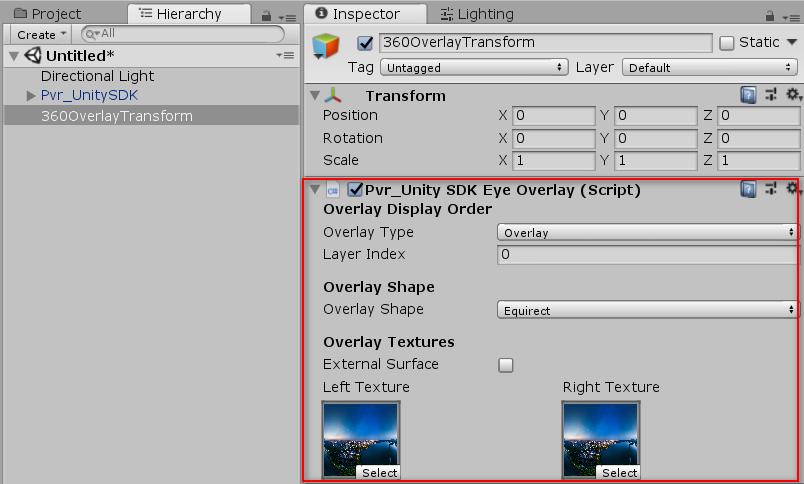 Project
Hierarchy
Create
All
Untitled*
Directional Light
Pvr_UnitySDK
360OverlayTransform
Inspector
Lighting
360OverlayTransform
Static
Tag Untagged Layer Default
Transform
Position X 0 Y 0 Z 0
Rotation X 0 Y 0 Z 0
Scale X 1 Y 1 Z 1
Pvr_Unity SDK Eye Overlay (Script)
Overlay Display Order
Overlay Type Overlay
Layer Index 0
Overlay Shape
Overlay Shape Equirect
Overlay Textures
External Surface
Left Texture Right Texture
Select Select